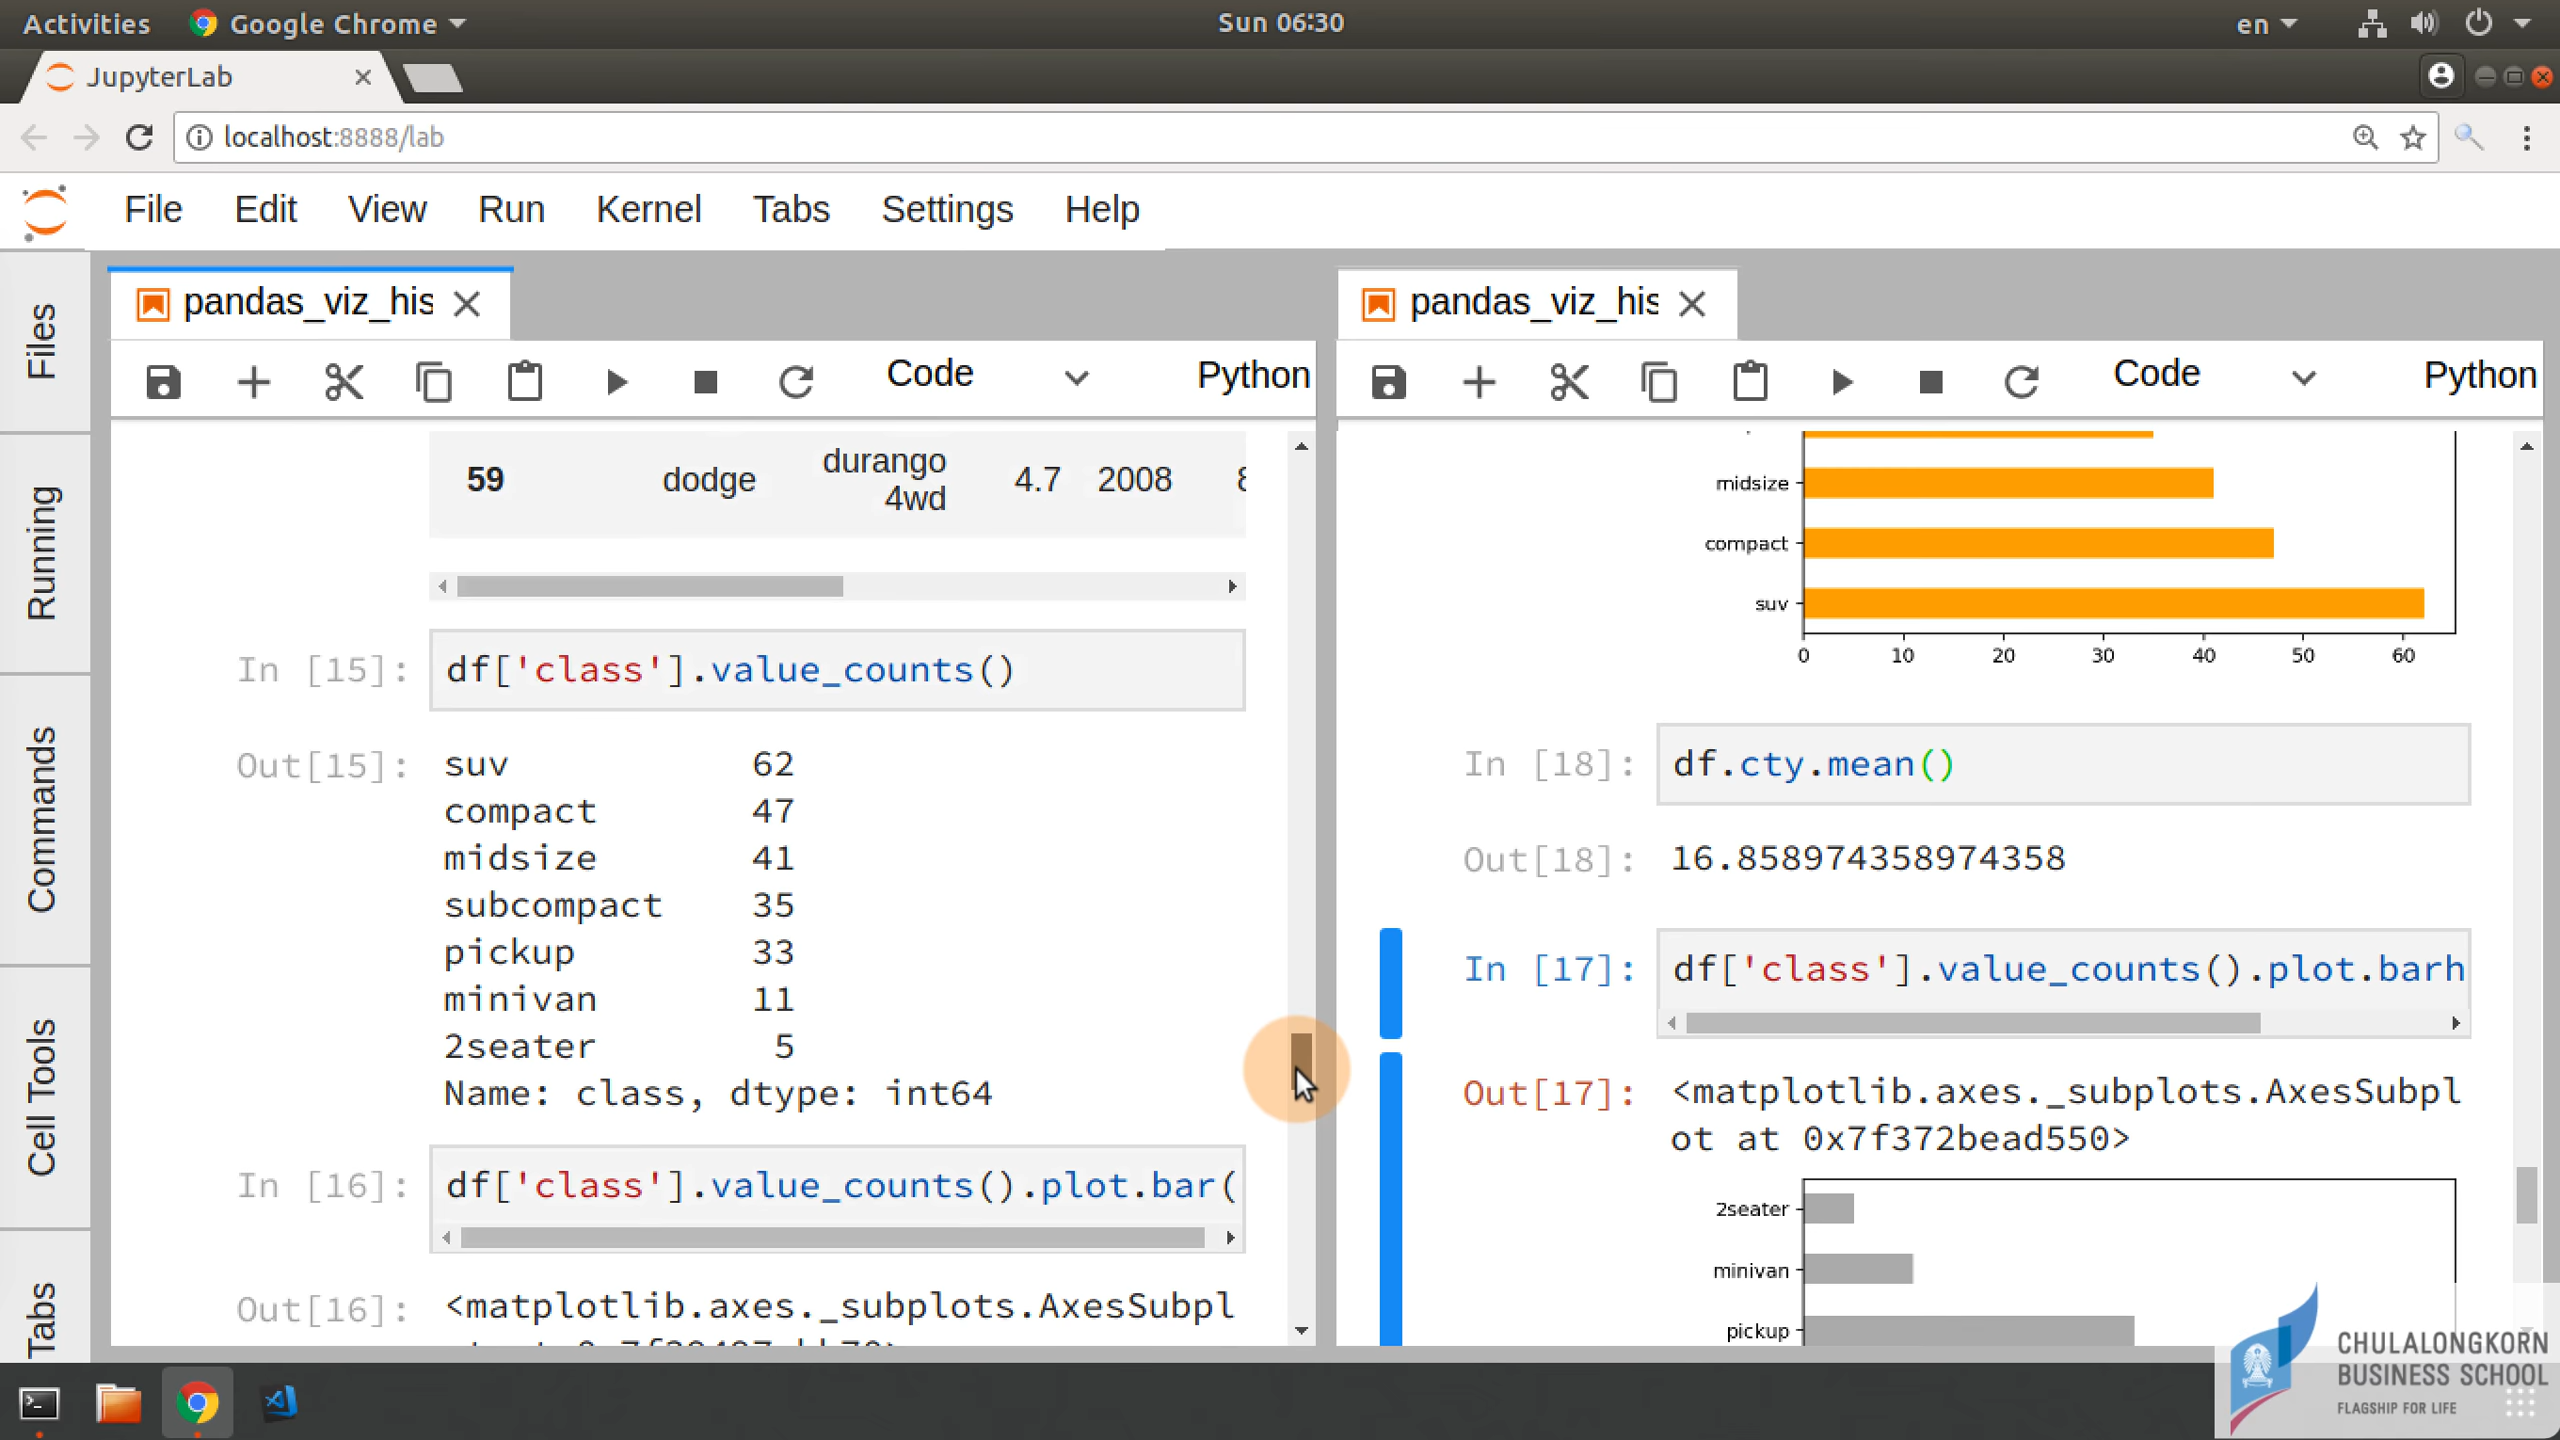 Activities
Google Chrome
Sun 06:30
en
JupyterLab
localhost:8888/lab
File Edit View Run Kernel Tabs Settings Help
Files
Running
Commands
Cell Tools
Tabs
pandas_viz_his
Code
Python
59 dodge durango 4wd 4.7 2008
In [15]: df['class'].value_counts()
Out[15]: suv 62
compact 47
midsize 41
subcompact 35
pickup 33
minivan 11
2seater 5
Name: class, dtype: int64
In [16]: df['class'].value_counts().plot.bar(
Out[16]: <matplotlib.axes._subplots.AxesSubpl
pandas_viz_his
Code
Python
midsize
compact
suv
0 10 20 30 40 50 60
In [18]: df.cty.mean()
Out[18]: 16.858974358974358
In [17]: df['class'].value_counts().plot.barh
Out[17]: <matplotlib.axes._subplots.AxesSubpl
ot at 0x7f372bead550>
2seater
minivan
pickup
CHULALONGKORN
BUSINESS SCHOOL
FLAGSHIP FOR LIFE